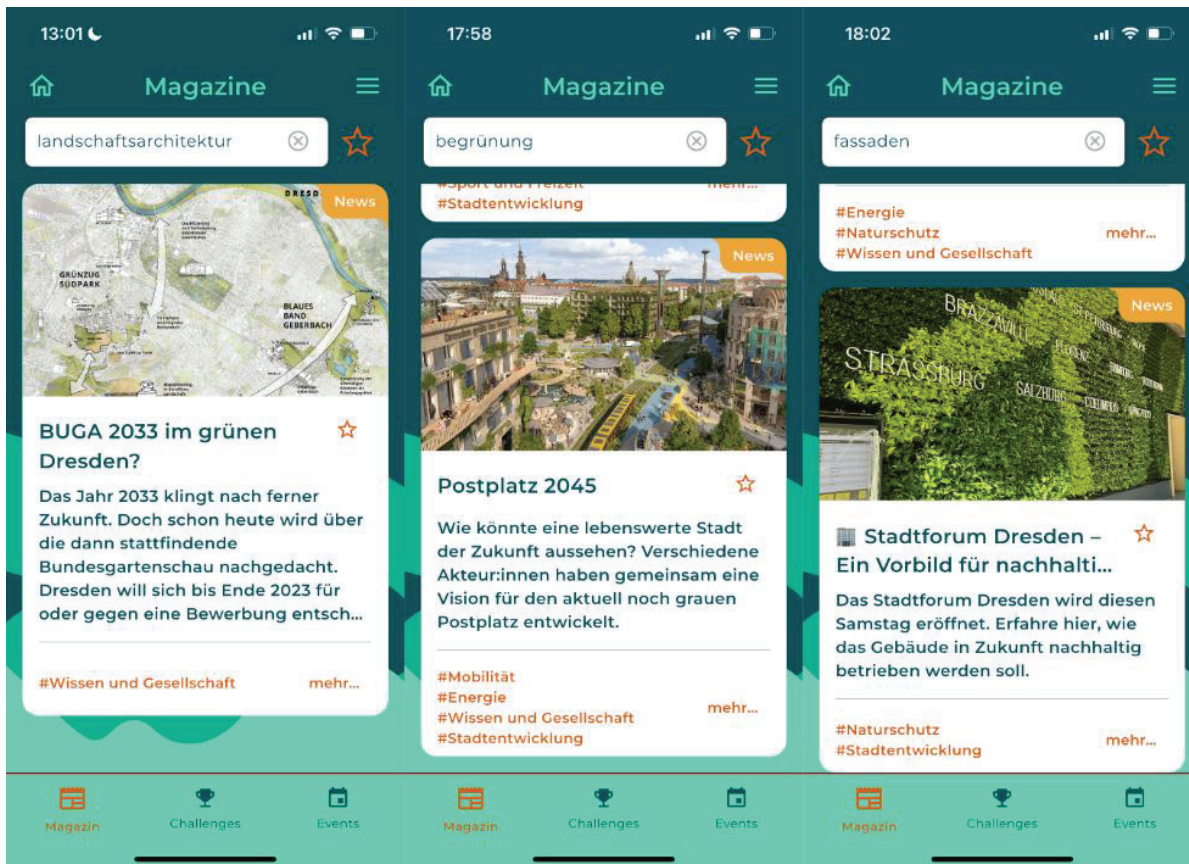 13:01
Magazine
landschaftsarchitektur
DRESD
News
GRÜNZUG
SÜDPARK
BLAUES
BAND
GEBERBACH
BUGA 2033 im grünen
Dresden?
Das Jahr 2033 klingt nach ferner
Zukunft. Doch schon heute wird über
die dann stattfindende
Bundesgartenschau nachgedacht.
Dresden will sich bis Ende 2023 für
oder gegen eine Bewerbung entsch...
#Wissen und Gesellschaft
mehr...
Magazin
Challenges
Events
17:58
Magazine
begrünung
#Sport und Freizeit
mehr...
#Stadtentwicklung
News
Postplatz 2045
Wie könnte eine lebenswerte Stadt
der Zukunft aussehen? Verschiedene
Akteur:innen haben gemeinsam eine
Vision für den aktuell noch grauen
Postplatz entwickelt.
#Mobilität
#Energie
#Wissen und Gesellschaft
mehr...
#Stadtentwicklung
Magazin
Challenges
Events
18:02
Magazine
fassaden
#Energie
#Naturschutz
mehr...
#Wissen und Gesellschaft
News
BRAZZAVILLE
STRASSBURG
FLORENZ
SALZBURG
COLUMBUS
Stadtforum Dresden –
Ein Vorbild für nachhalti...
Das Stadtforum Dresden wird diesen
Samstag eröffnet. Erfahre hier, wie
das Gebäude in Zukunft nachhaltig
betrieben werden soll.
#Naturschutz
#Stadtentwicklung
mehr...
Magazin
Challenges
Events